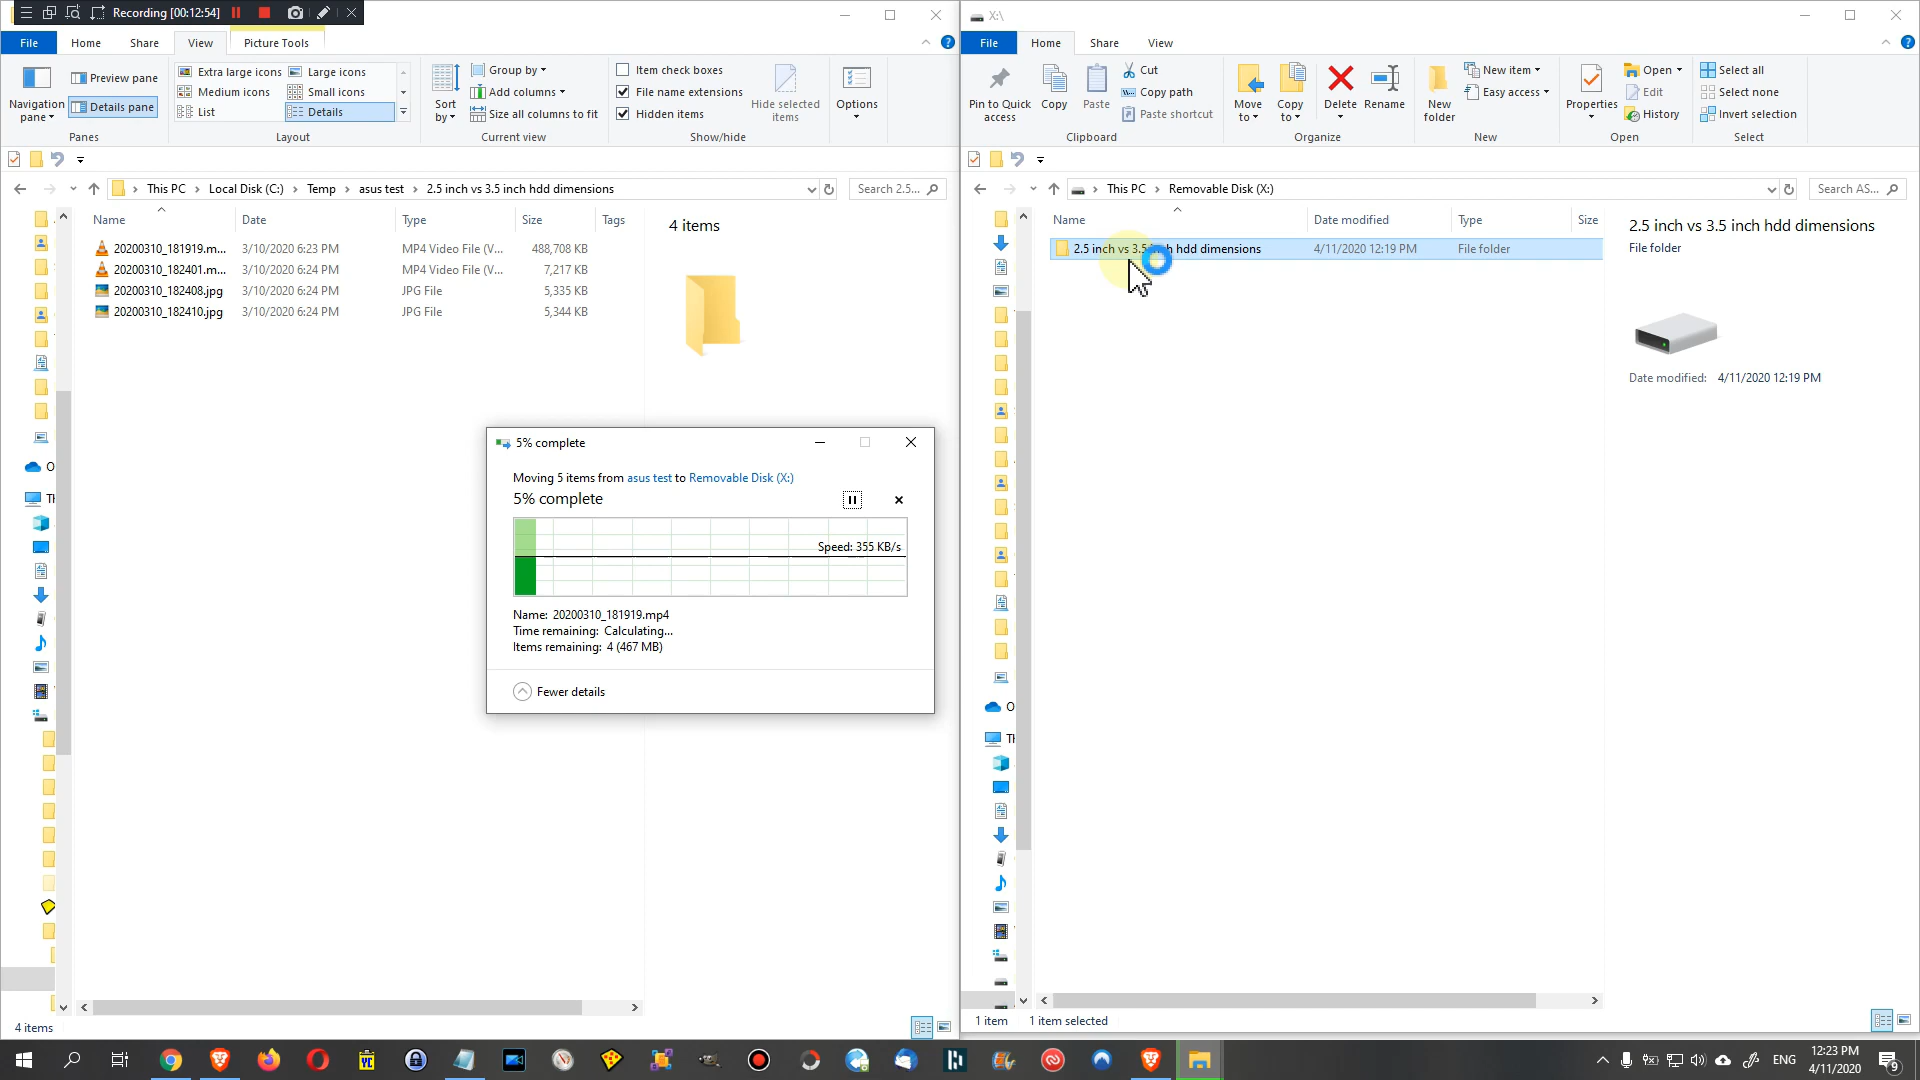 Recording [00:12:54]
File
Home
Share
View
Picture Tools
Navigation pane
Preview pane
Details pane
Panes
Extra large icons
Large icons
Medium icons
Small icons
List
Details
Layout
Sort by
Group by
Add columns
Size all columns to fit
Current view
Item check boxes
File name extensions
Hidden items
Hide selected items
Show/hide
Options
This PC > Local Disk (C:) > Temp > asus test > 2.5 inch vs 3.5 inch hdd dimensions
Search 2.5...
Name Date Type Size Tags
20200310_181919.m... 3/10/2020 6:23 PM MP4 Video File (V... 488,708 KB
20200310_182401.m... 3/10/2020 6:24 PM MP4 Video File (V... 7,217 KB
20200310_182408.jpg 3/10/2020 6:24 PM JPG File 5,335 KB
20200310_182410.jpg 3/10/2020 6:24 PM JPG File 5,344 KB
4 items
5% complete
Moving 5 items from asus test to Removable Disk (X:)
5% complete
Speed: 355 KB/s
Name: 20200310_181919.mp4
Time remaining: Calculating...
Items remaining: 4 (467 MB)
Fewer details
4 items
X:\
File
Home
Share
View
Pin to Quick access
Copy
Paste
Cut
Copy path
Paste shortcut
Clipboard
Move to
Copy to
Delete
Rename
Organize
New folder
New item
Easy access
New
Properties
Open
Edit
History
Open
Select all
Select none
Invert selection
Select
This PC > Removable Disk (X:)
Search AS...
Name Date modified Type Size
2.5 inch vs 3.5 inch hdd dimensions 4/11/2020 12:19 PM File folder
2.5 inch vs 3.5 inch hdd dimensions
File folder
Date modified: 4/11/2020 12:19 PM
1 item 1 item selected
ENG
12:23 PM
4/11/2020
9